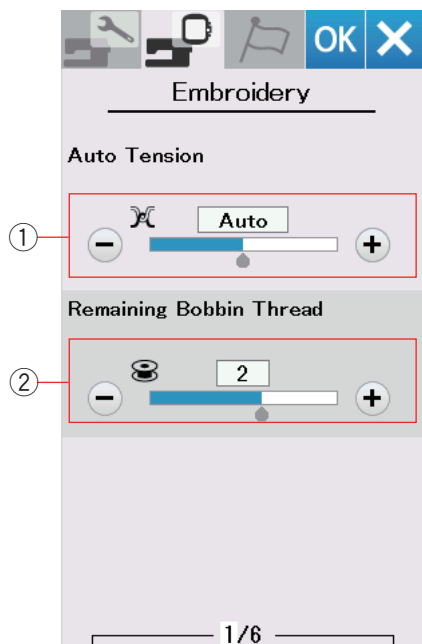 OK
Embroidery
Auto Tension
1
Auto
Remaining Bobbin Thread
2
2
1/6